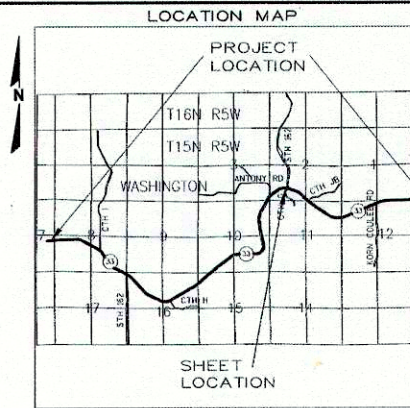 LOCATION MAP
PROJECT
LOCATION
N
T16N R5W
STH 162
T15N R5W
3
2
1
ANTONY RD
WASHINGTON
CTH JB
CTH
33
KORN COULEE RD
7
8
9
10
12
33
33
17
STH 162
16
CTH H
15
14
SHEET
LOCATION